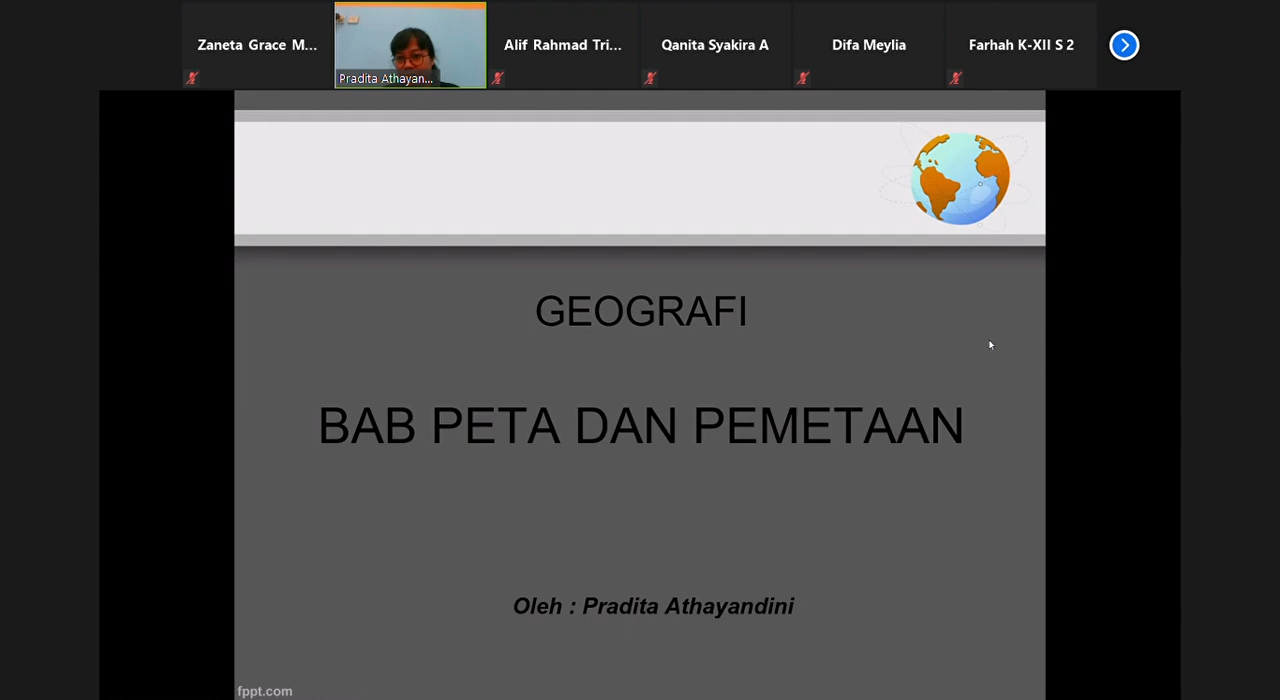 Zaneta Grace M...
Pradita Athayan...
Alif Rahmad Tri...
Qanita Syakira A
Difa Meylia
Farhah K-XII S 2
GEOGRAFI
BAB PETA DAN PEMETAAN
Oleh : Pradita Athayandini
fppt.com